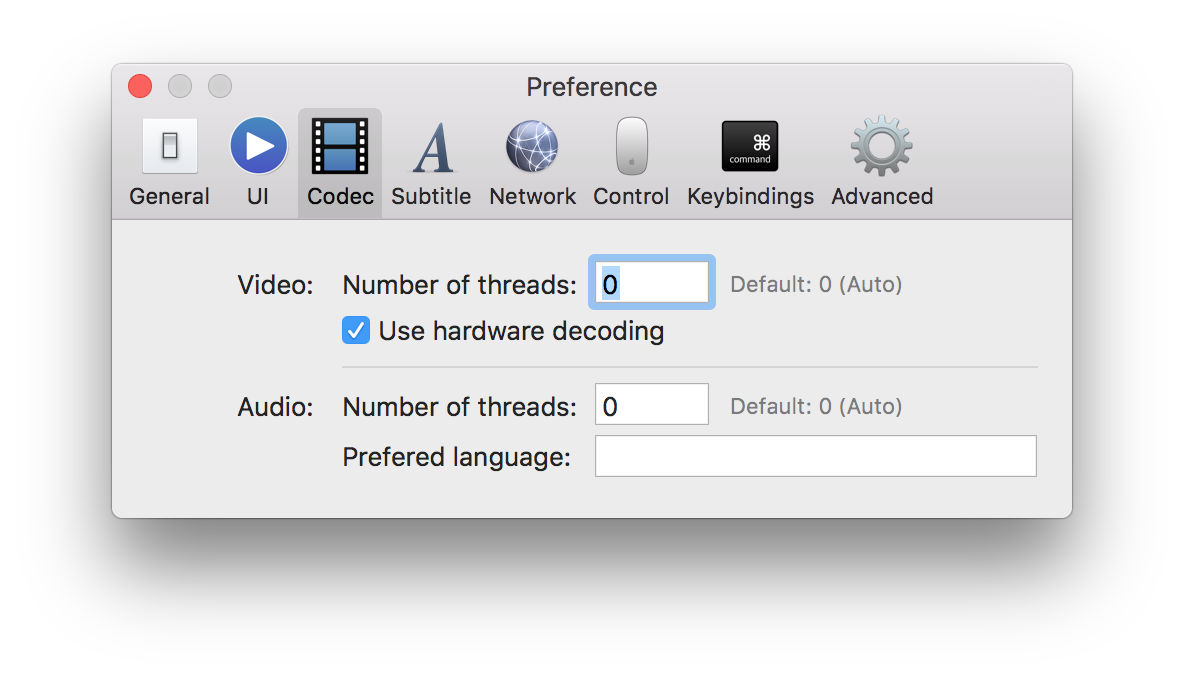 Preference
General UI Codec Subtitle Network Control Keybindings Advanced
⌘
command
Video: Number of threads: 0 Default: 0 (Auto)
Use hardware decoding
Audio: Number of threads: 0 Default: 0 (Auto)
Prefered language: